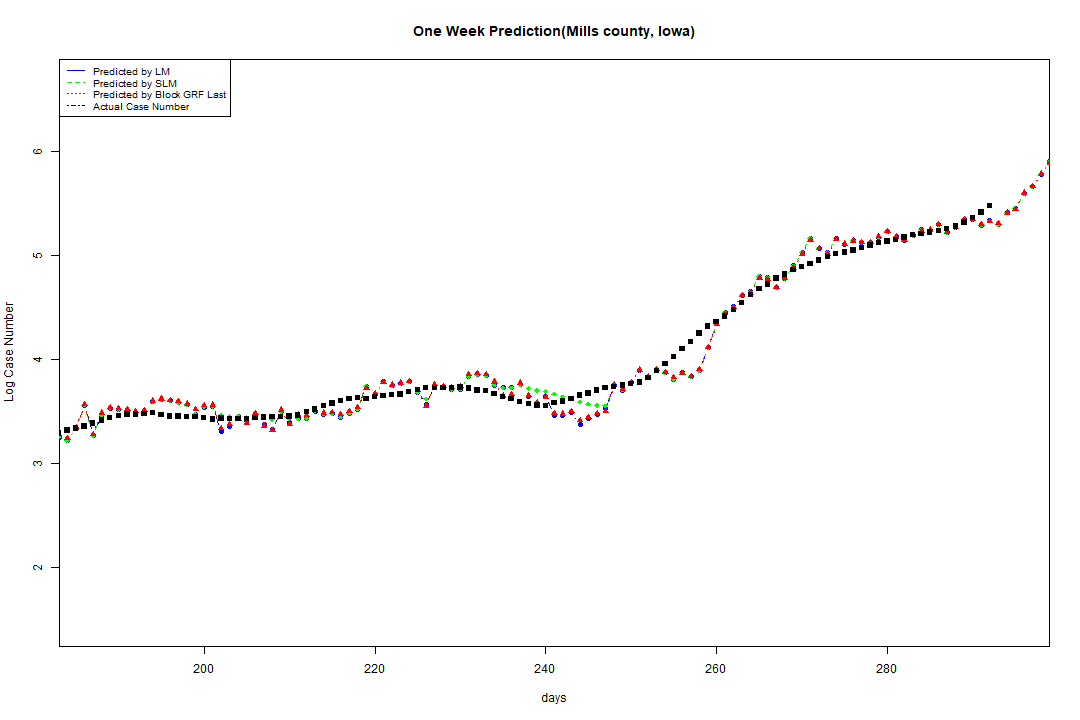 One Week Prediction(Mills county, Iowa)
Predicted by LM
Predicted by SLM
Predicted by Block GRF Last
Actual Case Number
6
5
4
3
2
Log Case Number
200 220 240 260 280
days